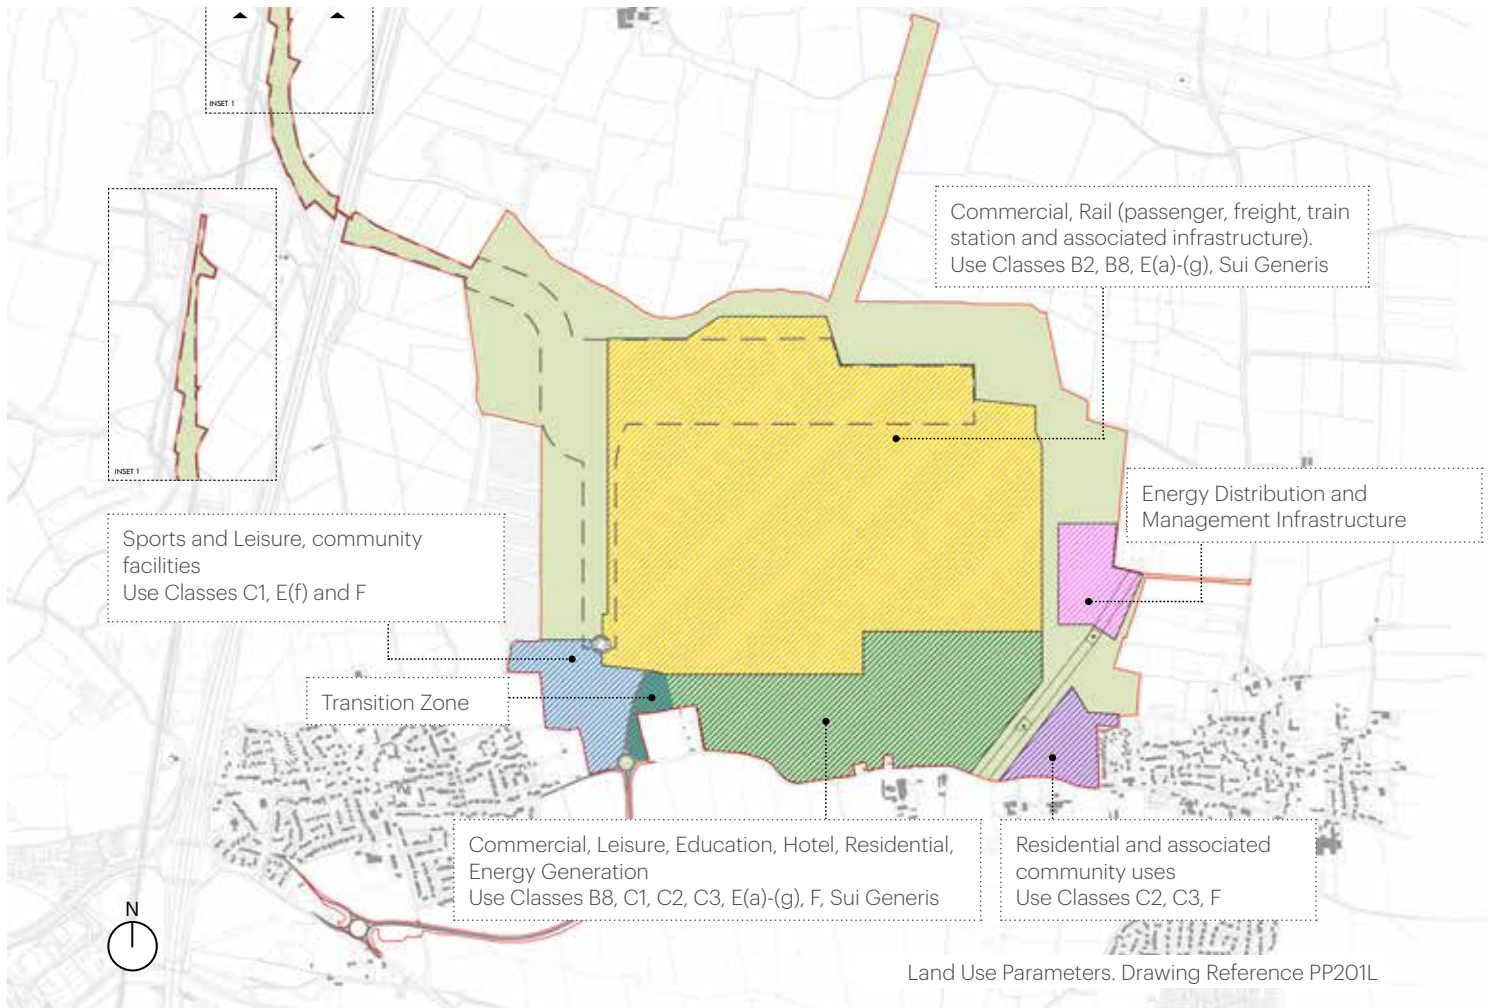 INSET 1
Commercial, Rail (passenger, freight, train
station and associated infrastructure).
Use Classes B2, B8, E(a)-(g), Sui Generis
INSET 1
Energy Distribution and
Management Infrastructure
Sports and Leisure, community
facilities
Use Classes C1, E(f) and F
Transition Zone
Commercial, Leisure, Education, Hotel, Residential,
Energy Generation
Use Classes B8, C1, C2, C3, E(a)-(g), F, Sui Generis
Residential and associated
community uses
Use Classes C2, C3, F
N
Land Use Parameters. Drawing Reference PP201L